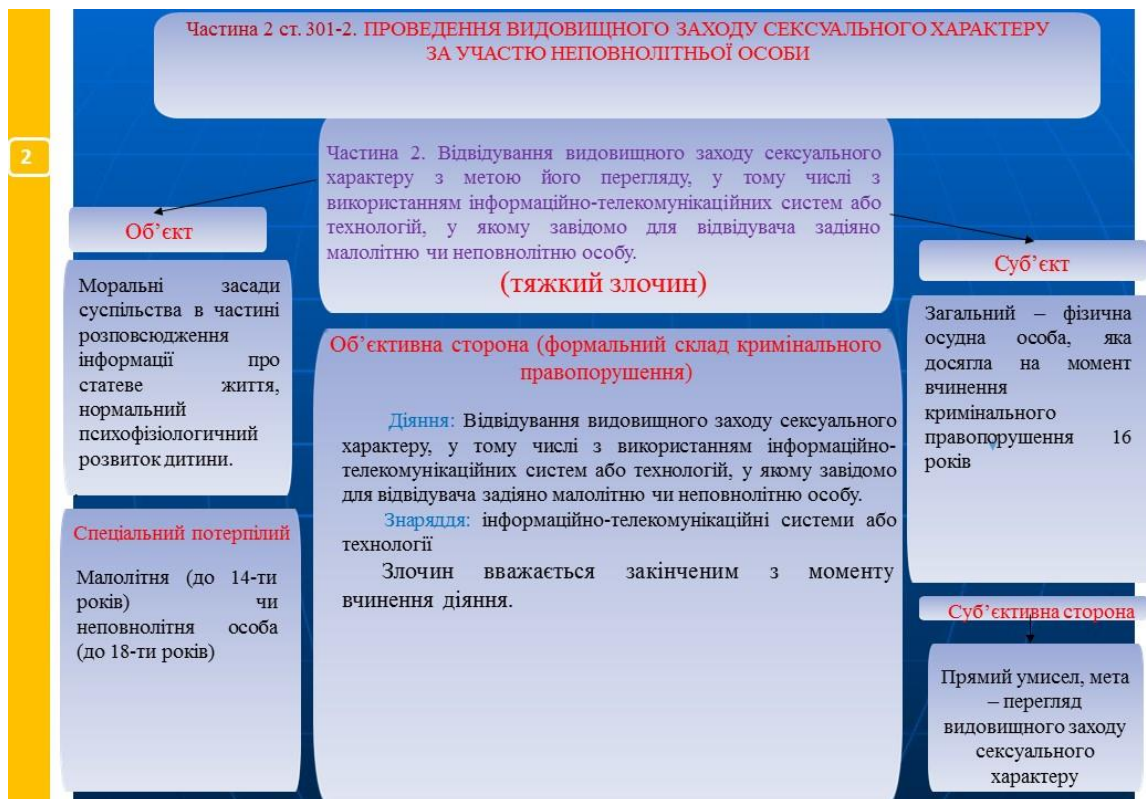 Частина 2 ст. 301-2. ПРОВЕДЕННЯ ВИДОВИЩНОГО ЗАХОДУ СЕКСУАЛЬНОГО ХАРАКТЕРУ
ЗА УЧАСТЮ НЕПОВНОЛІТНЬОЇ ОСОБИ
2
Частина 2. Відвідування видовищного заходу сексуального
характеру з метою його перегляду, у тому числі з
використанням інформаційно-телекомунікаційних систем або
технологій, у якому завідомо для відвідувача задіяно
малолітню чи неповнолітню особу.
(тяжкий злочин)
Об’єкт
Моральні засади
суспільства в частині
розповсюдження
інформації про
статеве життя,
нормальний
психофізіологичний
розвиток дитини.
Спеціальний потерпілий
Малолітня (до 14-ти
років) чи
неповнолітня особа
(до 18-ти років)
Об’єктивна сторона (формальний склад кримінального
правопорушення)
Діяння: Відвідування видовищного заходу сексуального
характеру, у тому числі з використанням інформаційно-
телекомунікаційних систем або технологій, у якому завідомо
для відвідувача задіяно малолітню чи неповнолітню особу.
Знаряддя: інформаційно-телекомунікаційні системи або
технології
Злочин вважається закінченим з моменту
вчинення діяння.
Суб’єкт
Загальний – фізична
осудна особа, яка
досягла на момент
вчинення
кримінального
правопорушення 16
років
Суб’єктивна сторона
Прямий умисел, мета
– перегляд
видовищного заходу
сексуального
характеру